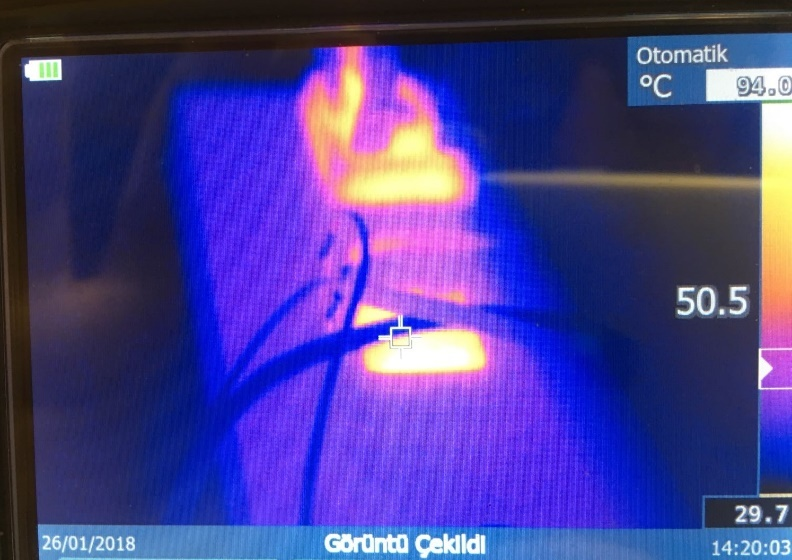 Otomatik
°C 94.0
50.5
29.7
26/01/2018 Görüntü Çekildi 14:20:03